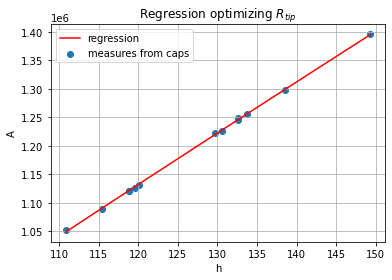 Regression optimizing R_tip
1e6
regression
measures from caps
1.40
1.35
1.30
1.25
1.20
1.15
1.10
1.05
A
110 115 120 125 130 135 140 145 150
h